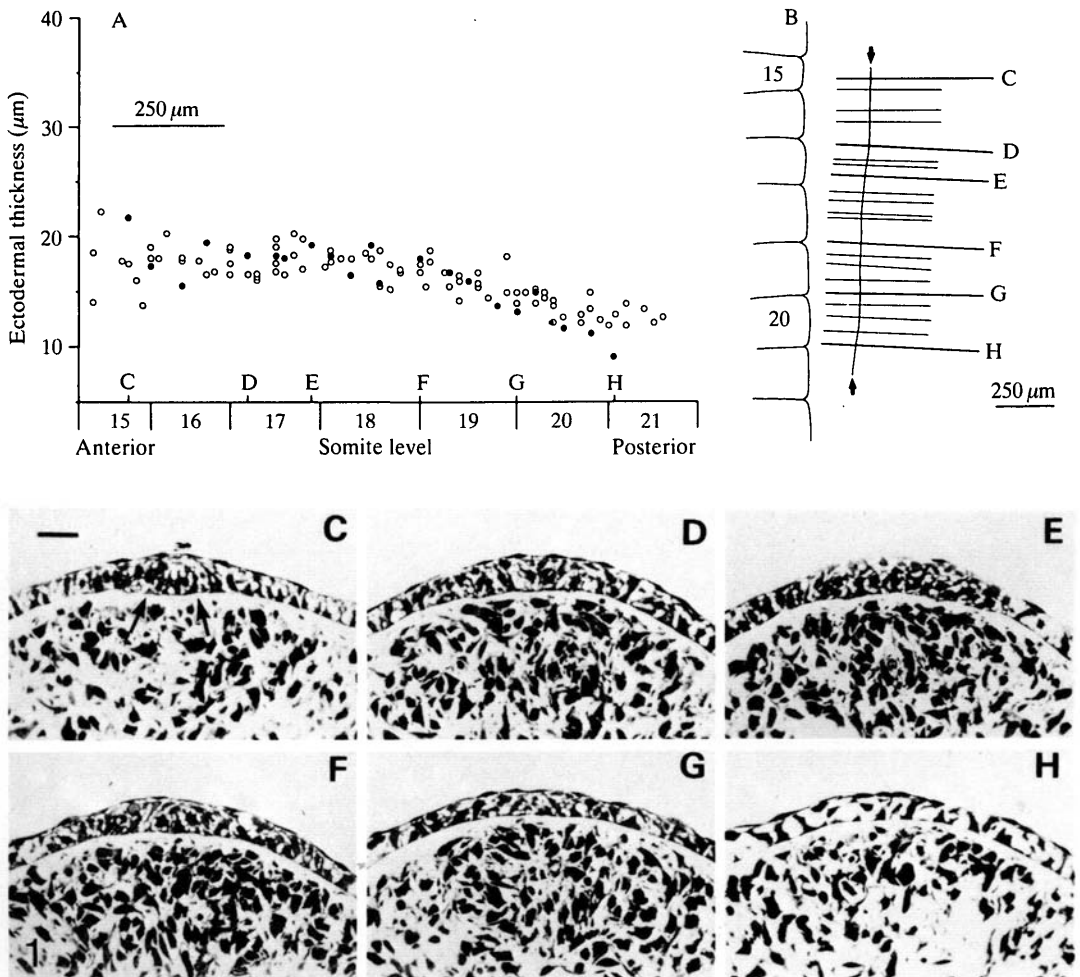 A
40
30
20
10
Ectodermal thickness (μm)
250 μm
C D E F G H
15 16 17 18 19 20 21
Anterior Somite level Posterior
B
15
20
C
D
E
F
G
H
250 μm
C
D
E
F
G
H
1